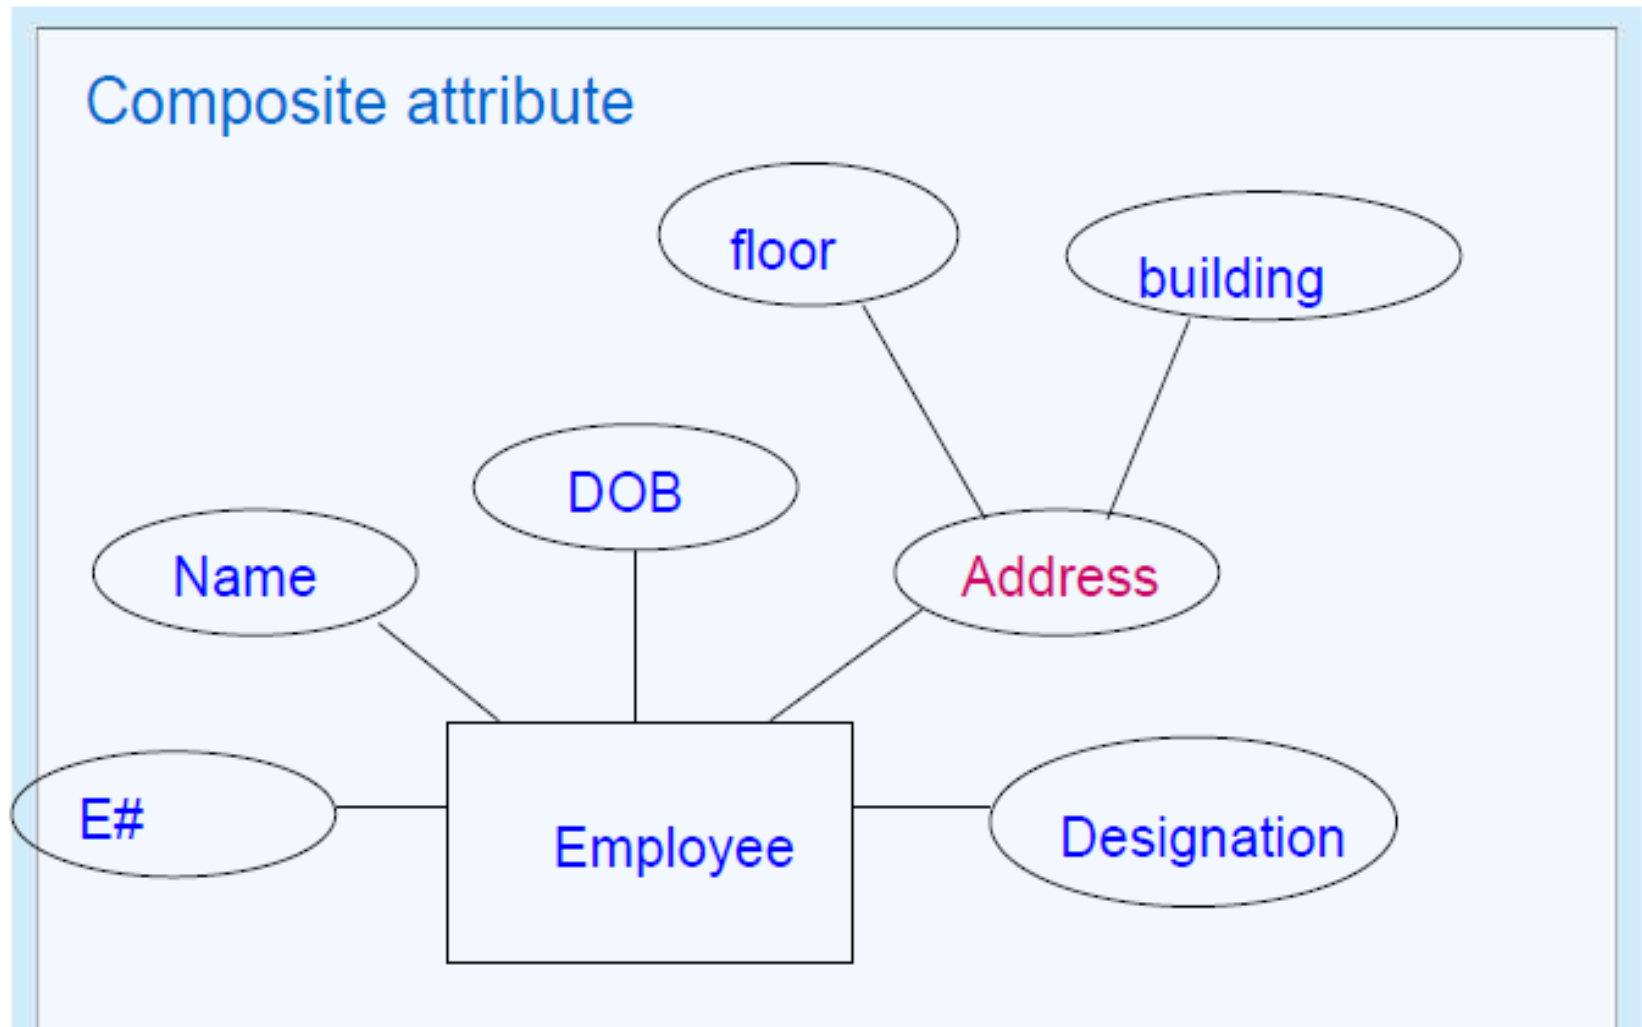 Composite attribute
floor
building
DOB
Name
Address
E#
Employee
Designation